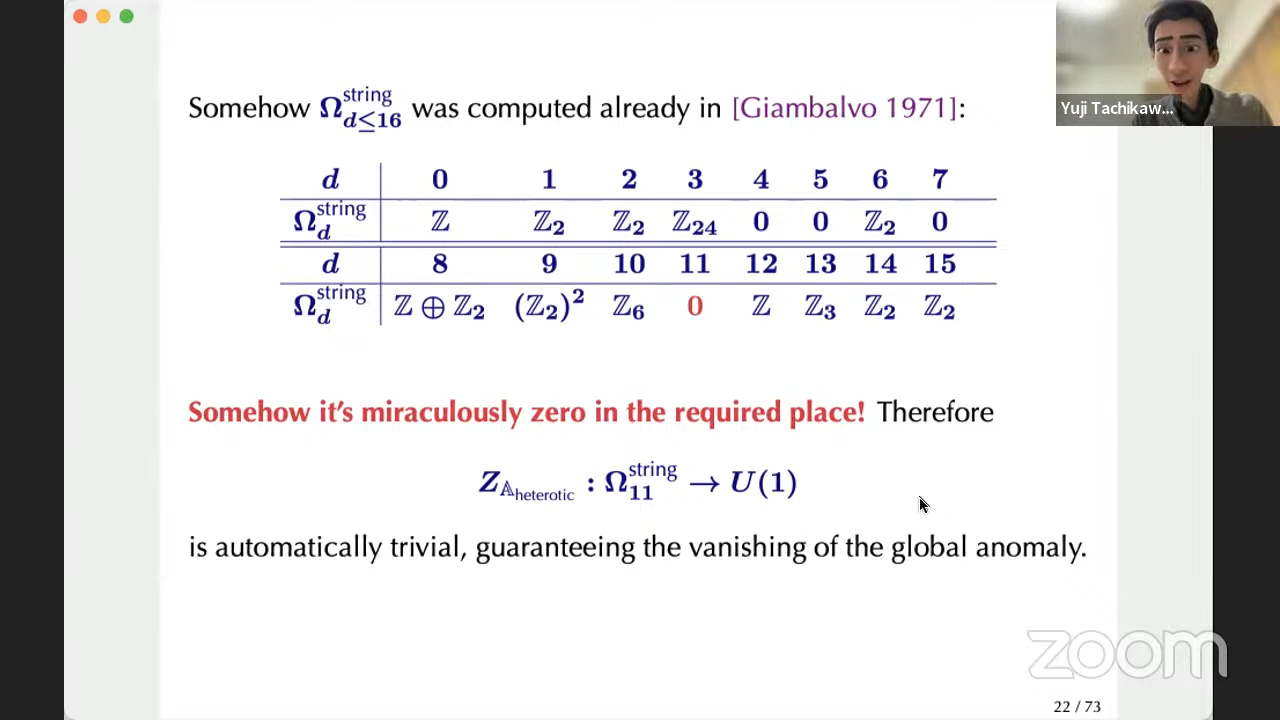 Yuji Tachikaw...
Somehow Ω^string_{d≤16} was computed already in [Giambalvo 1971]:
d 0 1 2 3 4 5 6 7
Ω^string_d ℤ ℤ₂ ℤ₂ ℤ₂₄ 0 0 ℤ₂ 0
d 8 9 10 11 12 13 14 15
Ω^string_d ℤ ⊕ ℤ₂ (ℤ₂)² ℤ₆ 0 ℤ ℤ₃ ℤ₂ ℤ₂
Somehow it's miraculously zero in the required place! Therefore
Z_{𝔸_heterotic} : Ω^string_11 → U(1)
is automatically trivial, guaranteeing the vanishing of the global anomaly.
zoom
22 / 73